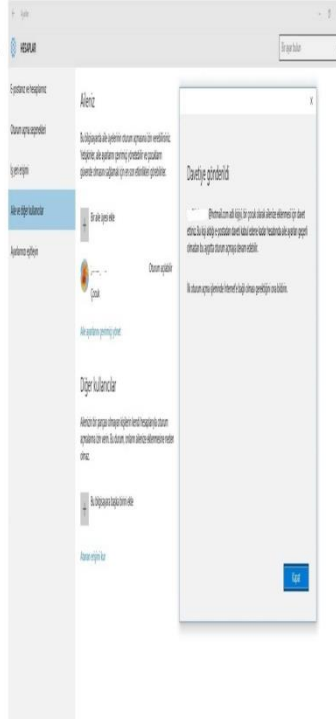 Ayarlar
HESAPLAR
Bir ayar bulun
E-postanız ve hesaplarınız
Oturum açma seçenekleri
İş yeri erişimi
Aile ve diğer kullanıcılar
Ayarlarınızı eşitleyin
Aileniz
Bu bilgisayarda aile üyelerinin oturum açmasına izin verebilirsiniz.
Yetişkinler, aile ayarlarını çevrimiçi yönetebilir ve çocukların
güvende olmasını sağlamak için en son etkinlikleri görebilirler.
Bir aile üyesi ekle
Oturum açabilir
Çocuk
Aile ayarlarını çevrimiçi yönet
Diğer kullanıcılar
Ailenizin bir parçası olmayan kişilerin kendi hesaplarıyla oturum
açmalarına izin verin. Bu durum, onların ailenize eklenmesine neden
olmaz.
Bu bilgisayara başka birini ekle
Atanan erişimi kur
x
Davetiye gönderildi
@hotmail.com adlı kişiyi, bir çocuk olarak ailenize eklenmesi için davet
ettiniz. Bu kişi aldığı e-postadan daveti kabul edene kadar hesabında aile ayarları geçerli
olmadan bu aygıtta oturum açmaya devam edebilir.
İlk oturum açma işleminde Internet'e bağlı olması gerektiğini ona bildirin.
Kapat